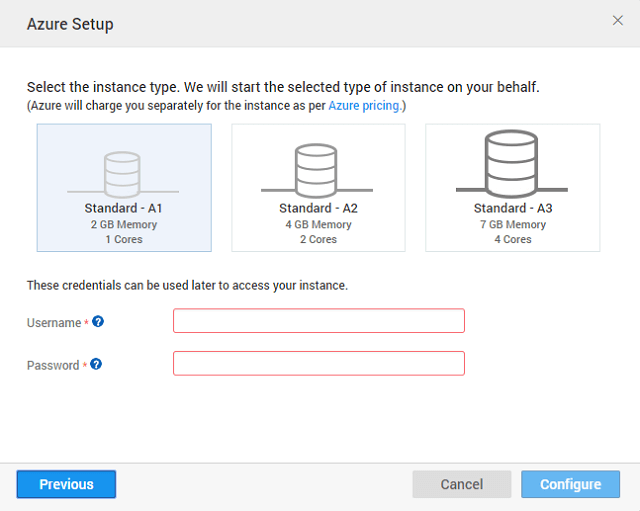 Azure Setup
Select the instance type. We will start the selected type of instance on your behalf.
(Azure will charge you separately for the instance as per Azure pricing.)
Standard - A1
2 GB Memory
1 Cores
Standard - A2
4 GB Memory
2 Cores
Standard - A3
7 GB Memory
4 Cores
These credentials can be used later to access your instance.
Username * ?
Password * ?
Previous
Cancel
Configure